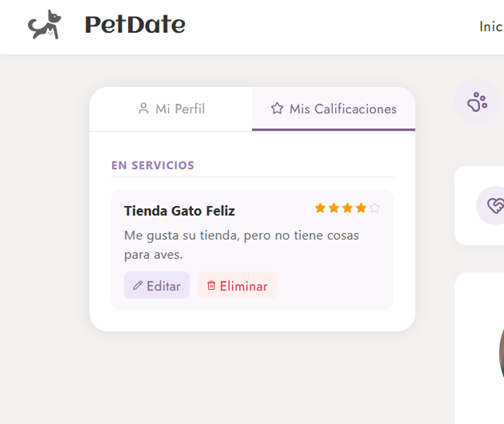 PetDate
Inic
Mi Perfil
Mis Calificaciones
EN SERVICIOS
Tienda Gato Feliz
Me gusta su tienda, pero no tiene cosas
para aves.
Editar
Eliminar